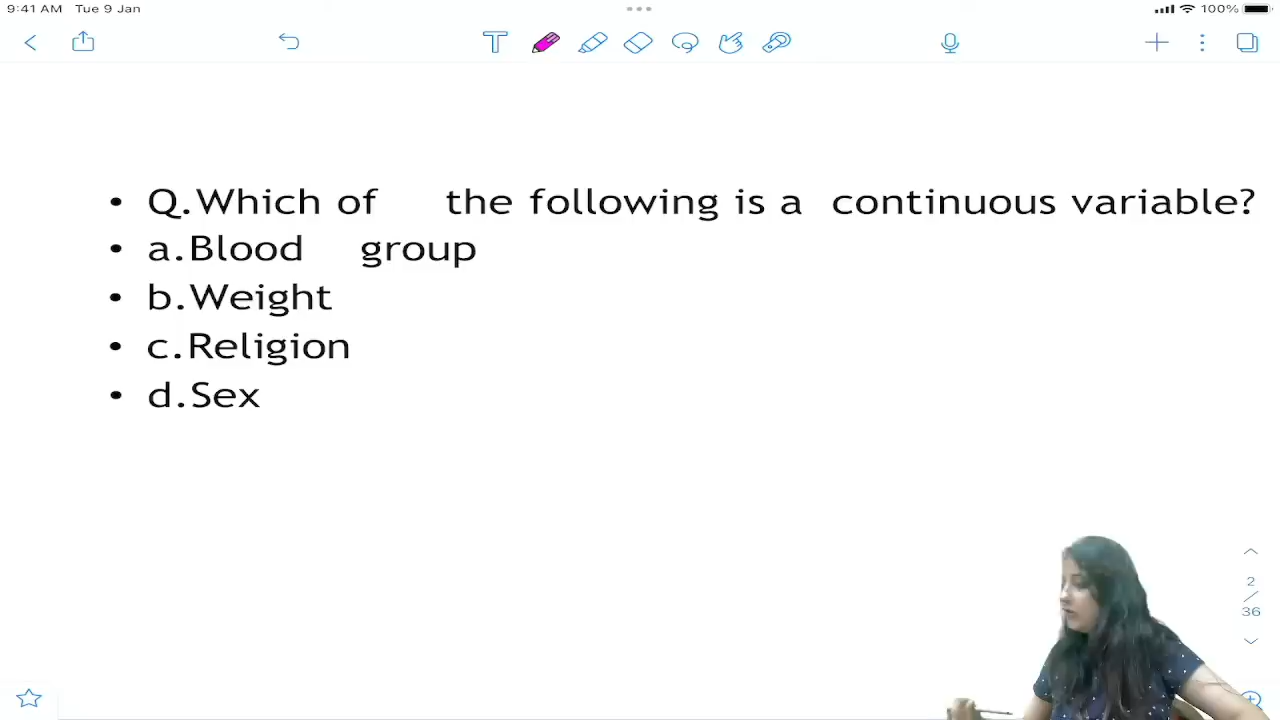 9:41 AM Tue 9 Jan
100%
• Q.Which of the following is a continuous variable?
• a.Blood group
• b.Weight
• c.Religion
• d.Sex
2
/
36